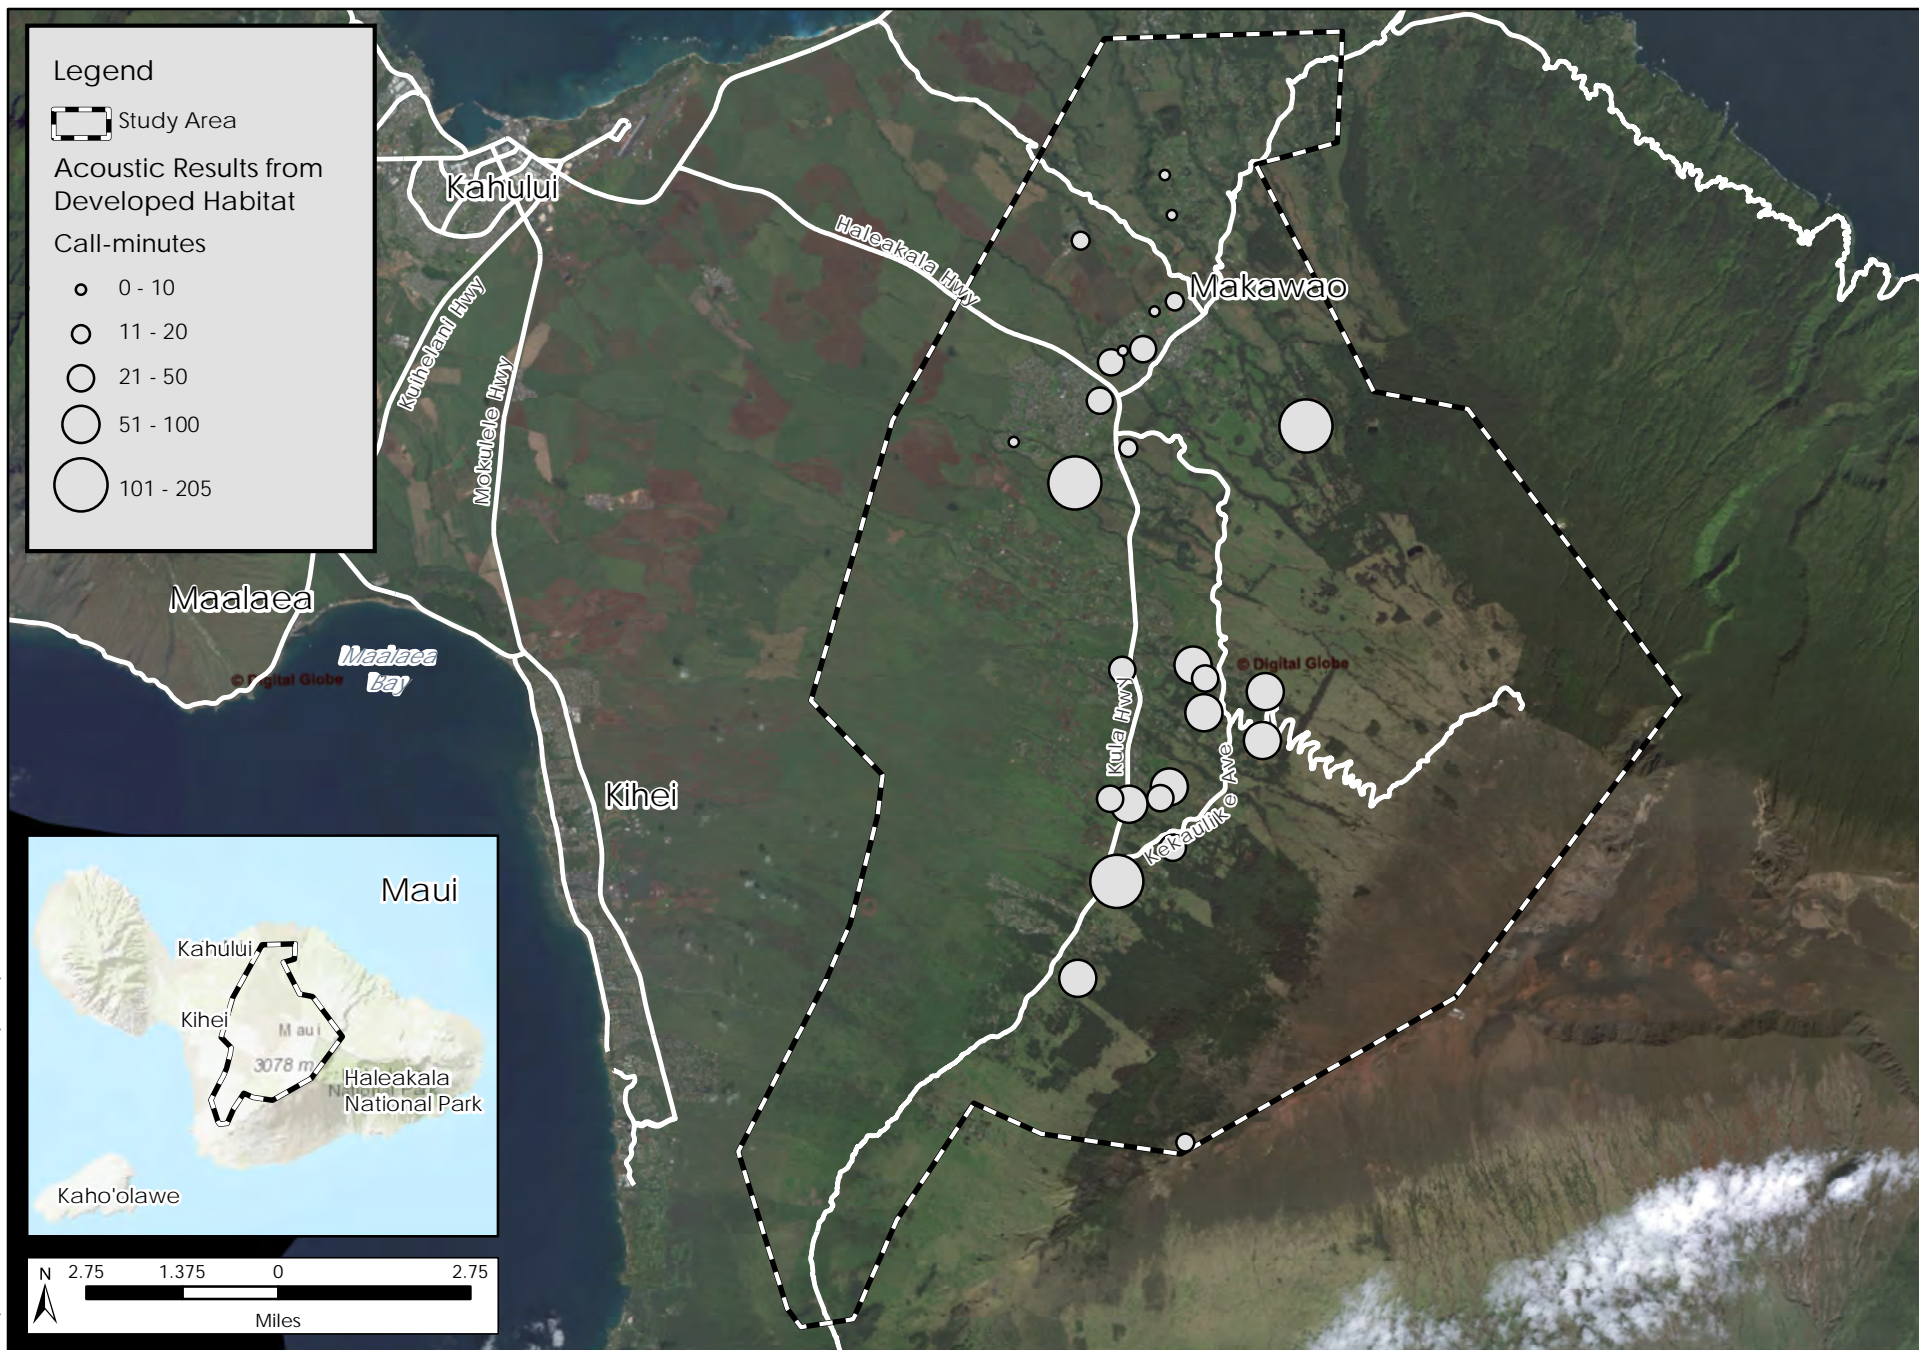 Legend
Study Area
Acoustic Results from
Developed Habitat
Call-minutes
0 - 10
11 - 20
21 - 50
51 - 100
101 - 205
Kahului
Haleakala Hwy
Makawao
Kuihelani Hwy
Mokulele Hwy
Maalaea
Maalaea
Bay
© Digital Globe
© Digital Globe
Kula Hwy
Kekaulike Ave
Kihei
Maui
Kahului
Kihei
Maui
3078 m
Haleakala
National Park
National Park
Kaho'olawe
N
2.75 1.375 0 2.75
Miles